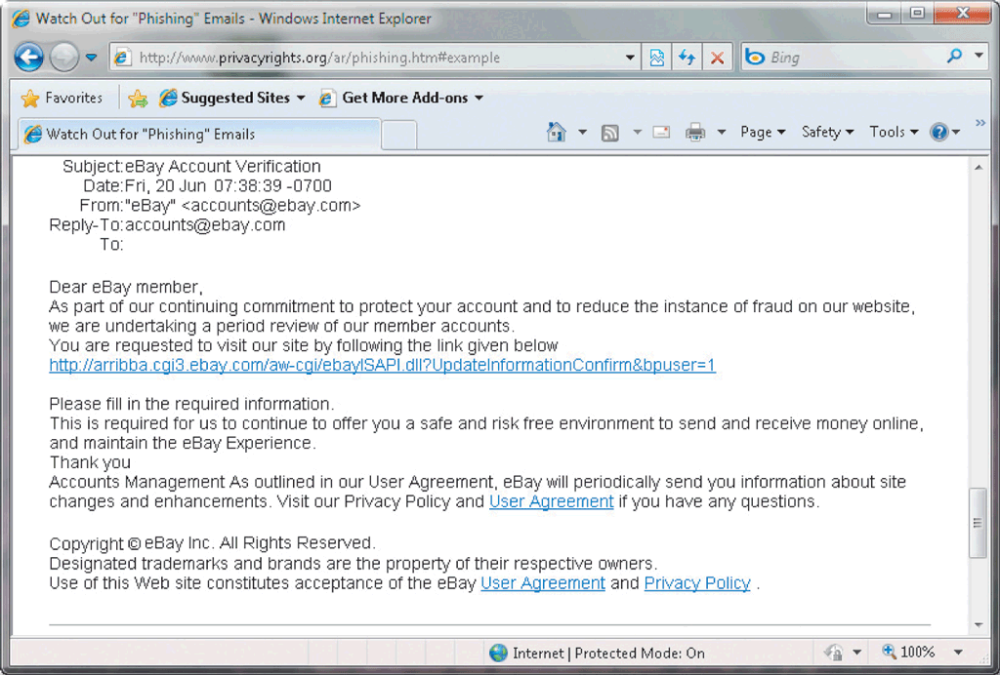 Watch Out for "Phishing" Emails - Windows Internet Explorer
http://www.privacyrights.org/ar/phishing.htm#example
Bing
Favorites
Suggested Sites
Get More Add-ons
Watch Out for "Phishing" Emails
Page
Safety
Tools
Subject:eBay Account Verification
Date:Fri, 20 Jun 07:38:39 -0700
From:"eBay" <accounts@ebay.com>
Reply-To:accounts@ebay.com
To:
Dear eBay member,
As part of our continuing commitment to protect your account and to reduce the instance of fraud on our website,
we are undertaking a period review of our member accounts.
You are requested to visit our site by following the link given below
http://arribba.cgi3.ebay.com/aw-cgi/ebayISAPI.dll?UpdateInformationConfirm&bpuser=1
Please fill in the required information.
This is required for us to continue to offer you a safe and risk free environment to send and receive money online,
and maintain the eBay Experience.
Thank you
Accounts Management As outlined in our User Agreement, eBay will periodically send you information about site
changes and enhancements. Visit our Privacy Policy and User Agreement if you have any questions.
Copyright © eBay Inc. All Rights Reserved.
Designated trademarks and brands are the property of their respective owners.
Use of this Web site constitutes acceptance of the eBay User Agreement and Privacy Policy .
Internet | Protected Mode: On
100%